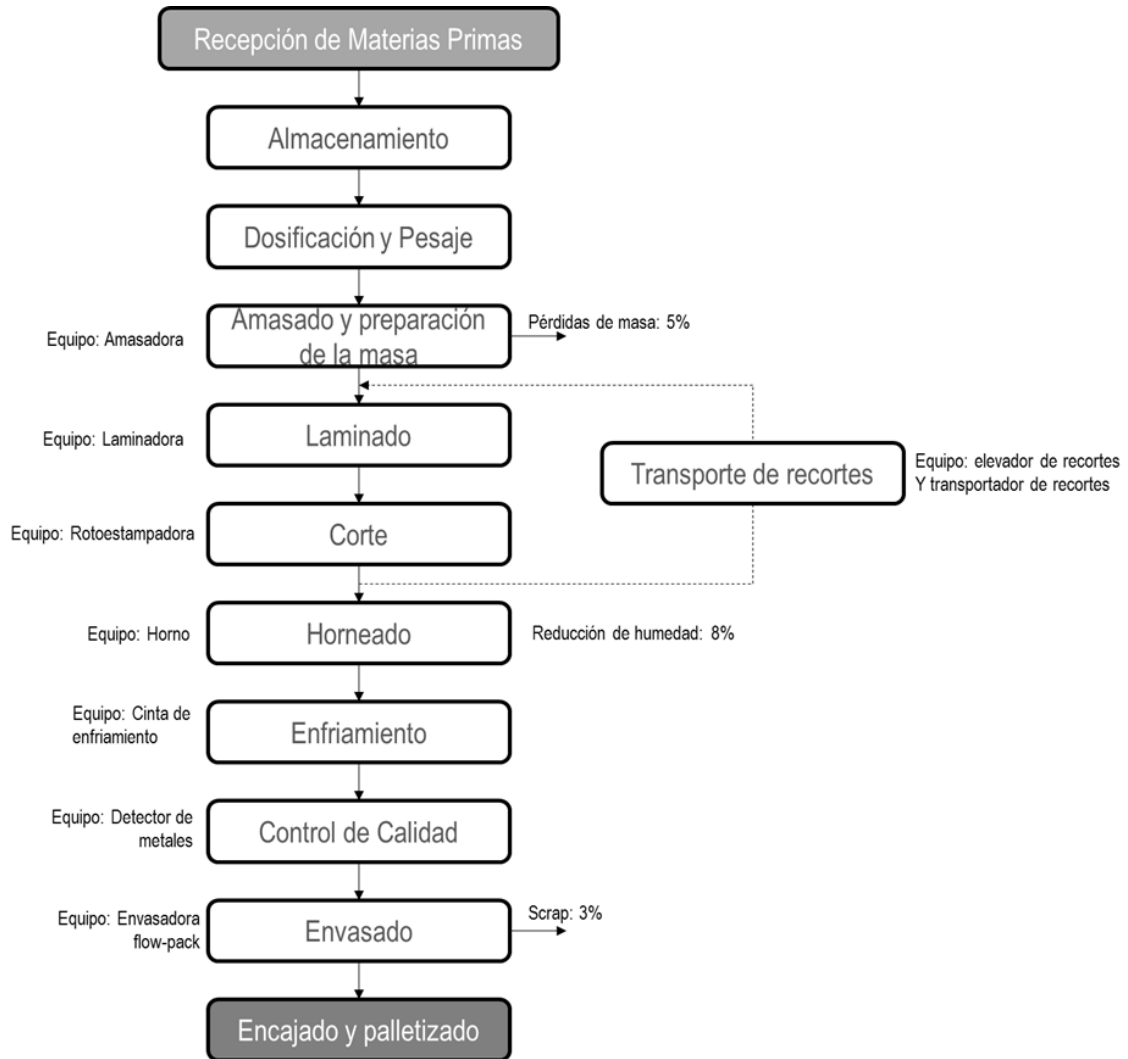 Recepción de Materias Primas
Almacenamiento
Dosificación y Pesaje
Equipo: Amasadora
Amasado y preparación
de la masa
Pérdidas de masa: 5%
Equipo: Laminadora
Laminado
Transporte de recortes
Equipo: elevador de recortes
Y transportador de recortes
Equipo: Rotoestampadora
Corte
Equipo: Horno
Horneado
Reducción de humedad: 8%
Equipo: Cinta de
enfriamiento
Enfriamiento
Equipo: Detector de
metales
Control de Calidad
Equipo: Envasadora
flow-pack
Envasado
Scrap: 3%
Encajado y palletizado